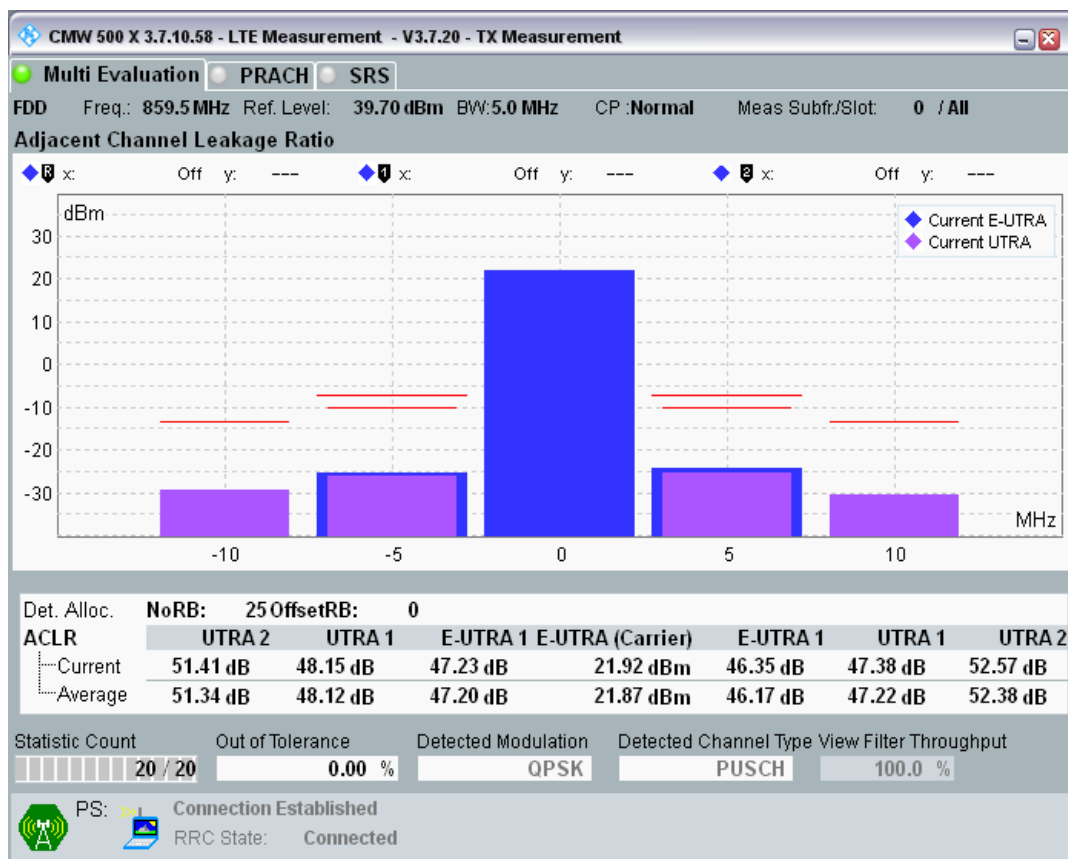 CMW 500 X 3.7.10.58 - LTE Measurement - V3.7.20 - TX Measurement
Multi Evaluation PRACH SRS
FDD Freq.: 859.5 MHz Ref. Level: 39.70 dBm BW:5.0 MHz CP :Normal Meas Subfr./Slot: 0 / All
Adjacent Channel Leakage Ratio
R x: Off y: --- 1 x: Off y: --- 2 x: Off y: ---
dBm
Current E-UTRA
Current UTRA
30
20
10
0
-10
-20
-30
MHz
-10 -5 0 5 10
Det. Alloc. NoRB: 25 OffsetRB: 0
ACLR UTRA 2 UTRA 1 E-UTRA 1 E-UTRA (Carrier) E-UTRA 1 UTRA 1 UTRA 2
Current 51.41 dB 48.15 dB 47.23 dB 21.92 dBm 46.35 dB 47.38 dB 52.57 dB
Average 51.34 dB 48.12 dB 47.20 dB 21.87 dBm 46.17 dB 47.22 dB 52.38 dB
Statistic Count Out of Tolerance Detected Modulation Detected Channel Type View Filter Throughput
20 / 20 0.00 % QPSK PUSCH 100.0 %
PS: Connection Established
RRC State: Connected